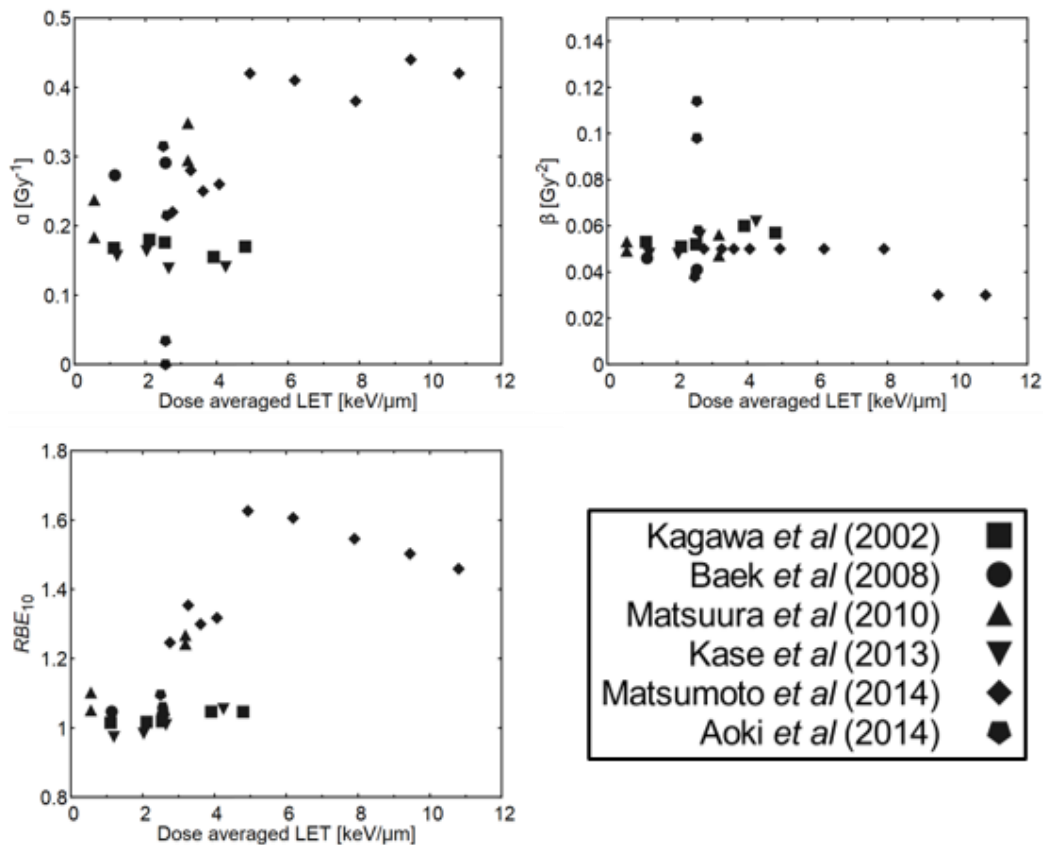 0.5
0.4
0.3
0.2
0.1
0
α [Gy-1]
0 2 4 6 8 10 12
Dose averaged LET [keV/µm]
0.14
0.12
0.1
0.08
0.06
0.04
0.02
0
β [Gy-2]
0 2 4 6 8 10 12
Dose averaged LET [keV/µm]
1.8
1.6
1.4
1.2
1
0.8
RBE10
0 2 4 6 8 10 12
Dose averaged LET [keV/µm]
Kagawa et al (2002)
Baek et al (2008)
Matsuura et al (2010)
Kase et al (2013)
Matsumoto et al (2014)
Aoki et al (2014)